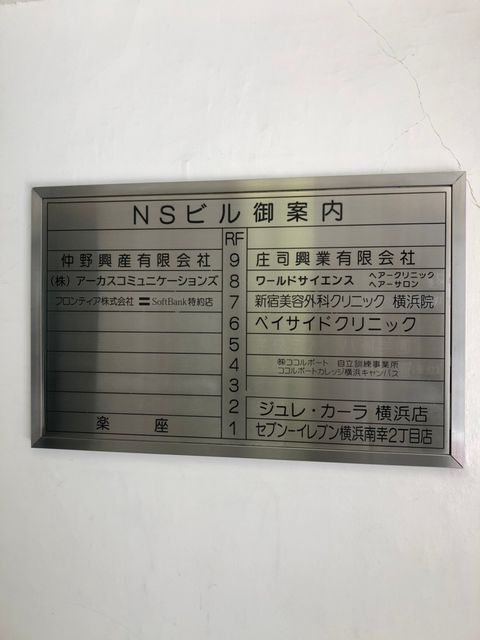 NSビル御案内
RF
仲野興産有限会社 9 庄司興業有限会社
(株) アーカスコミュニケーションズ 8 ワールドサイエンス ヘアークリニック
ヘアーサロン
フロンティア株式会社 SoftBank特約店 7 新宿美容外科クリニック 横浜院
6 ベイサイドクリニック
5
4 ㈱ココルポート 自立訓練事業所
ココルポートカレッジ横浜キャンパス
3
2 ジュレ・カーラ 横浜店
楽座 1 セブンーイレブン横浜南幸2丁目店